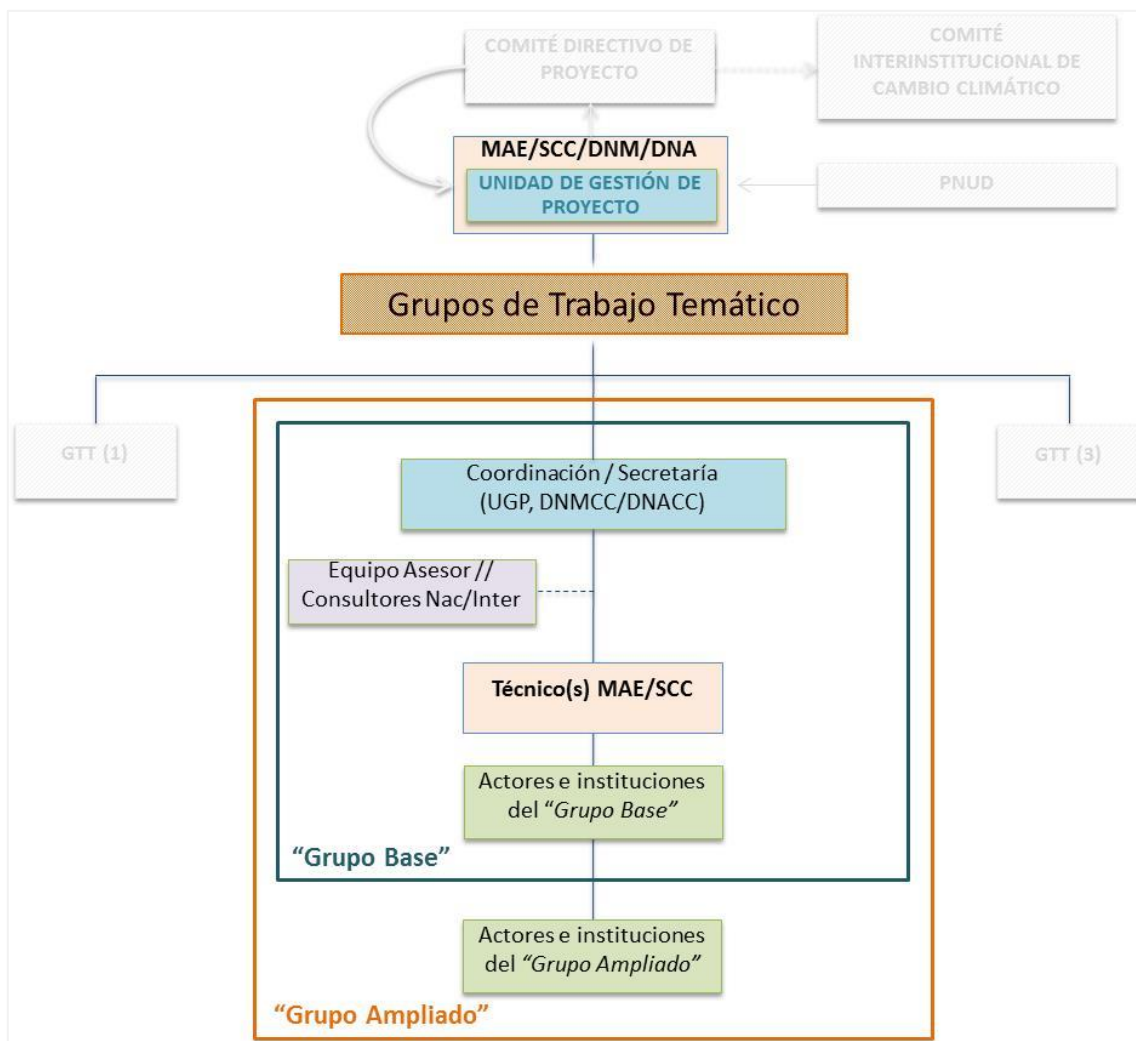 COMITÉ DIRECTIVO DE
PROYECTO
COMITÉ
INTERINSTITUCIONAL DE
CAMBIO CLIMÁTICO
MAE/SCC/DNM/DNA
UNIDAD DE GESTIÓN DE
PROYECTO
PNUD
Grupos de Trabajo Temático
GTT (1)
GTT (3)
Coordinación / Secretaría
(UGP, DNMCC/DNACC)
Equipo Asesor //
Consultores Nac/Inter
Técnico(s) MAE/SCC
Actores e instituciones
del “Grupo Base”
“Grupo Base”
Actores e instituciones
del “Grupo Ampliado”
“Grupo Ampliado”